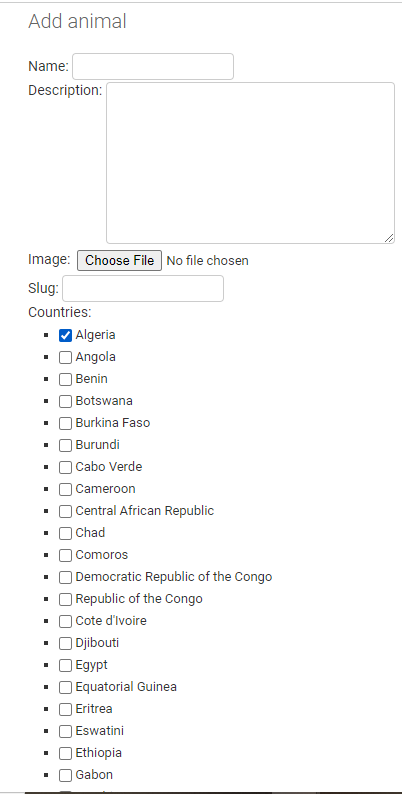 Add animal
Name:
Description:
Image: Choose File No file chosen
Slug:
Countries:
Algeria
Angola
Benin
Botswana
Burkina Faso
Burundi
Cabo Verde
Cameroon
Central African Republic
Chad
Comoros
Democratic Republic of the Congo
Republic of the Congo
Cote d'Ivoire
Djibouti
Egypt
Equatorial Guinea
Eritrea
Eswatini
Ethiopia
Gabon